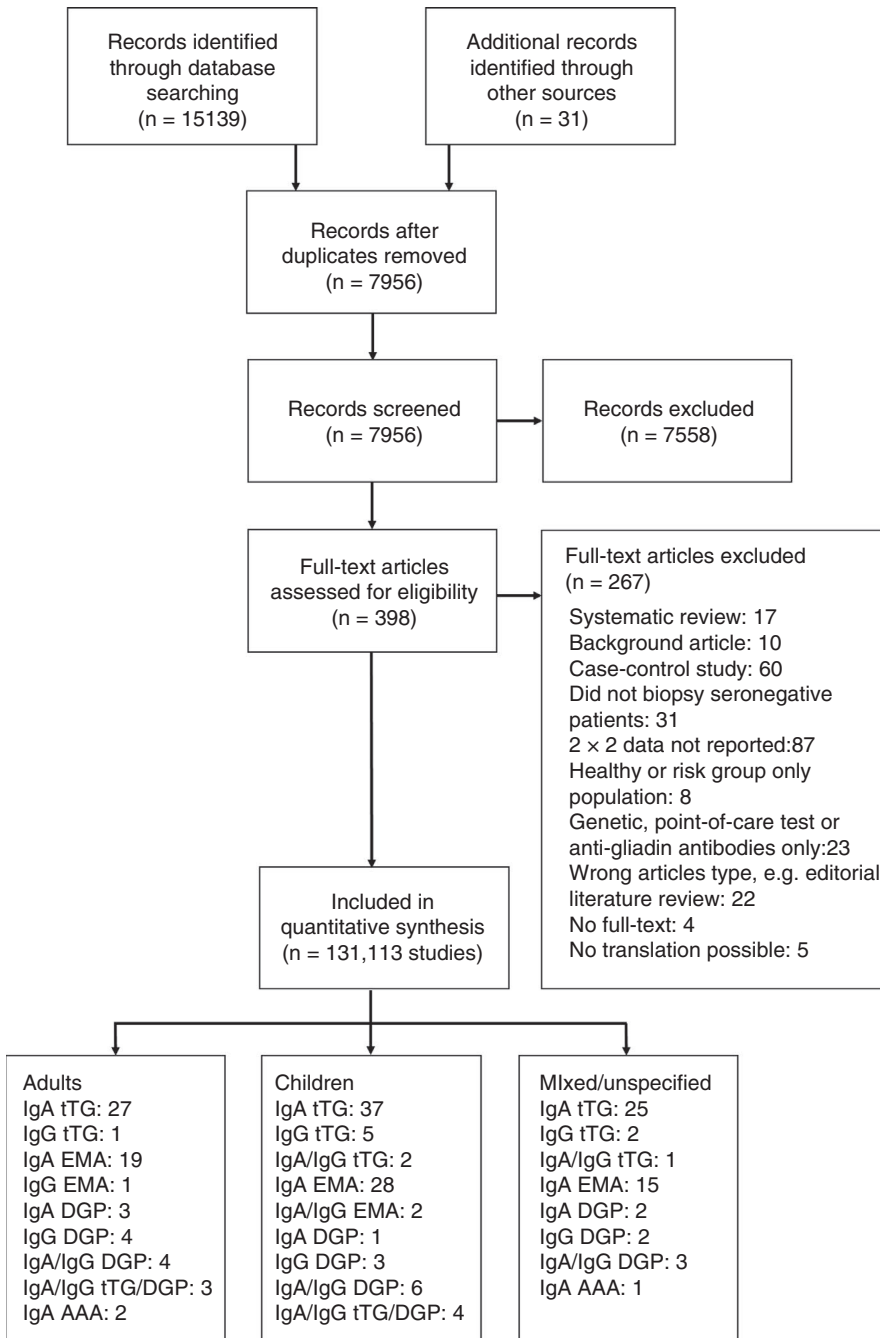 Records identified
through database
searching
(n = 15139)
Additional records
identified through
other sources
(n = 31)
Records after
duplicates removed
(n = 7956)
Records screened
(n = 7956)
Records excluded
(n = 7558)
Full-text articles
assessed for eligibility
(n = 398)
Full-text articles excluded
(n = 267)
Systematic review: 17
Background article: 10
Case-control study: 60
Did not biopsy seronegative
patients: 31
2 × 2 data not reported:87
Healthy or risk group only
population: 8
Genetic, point-of-care test or
anti-gliadin antibodies only:23
Wrong articles type, e.g. editorial
literature review: 22
No full-text: 4
No translation possible: 5
Included in
quantitative synthesis
(n = 131,113 studies)
Adults
IgA tTG: 27
IgG tTG: 1
IgA EMA: 19
IgG EMA: 1
IgA DGP: 3
IgG DGP: 4
IgA/IgG DGP: 4
IgA/IgG tTG/DGP: 3
IgA AAA: 2
Children
IgA tTG: 37
IgG tTG: 5
IgA/IgG tTG: 2
IgA EMA: 28
IgA/IgG EMA: 2
IgA DGP: 1
IgG DGP: 3
IgA/IgG DGP: 6
IgA/IgG tTG/DGP: 4
MIxed/unspecified
IgA tTG: 25
IgG tTG: 2
IgA/IgG tTG: 1
IgA EMA: 15
IgA DGP: 2
IgG DGP: 2
IgA/IgG DGP: 3
IgA AAA: 1